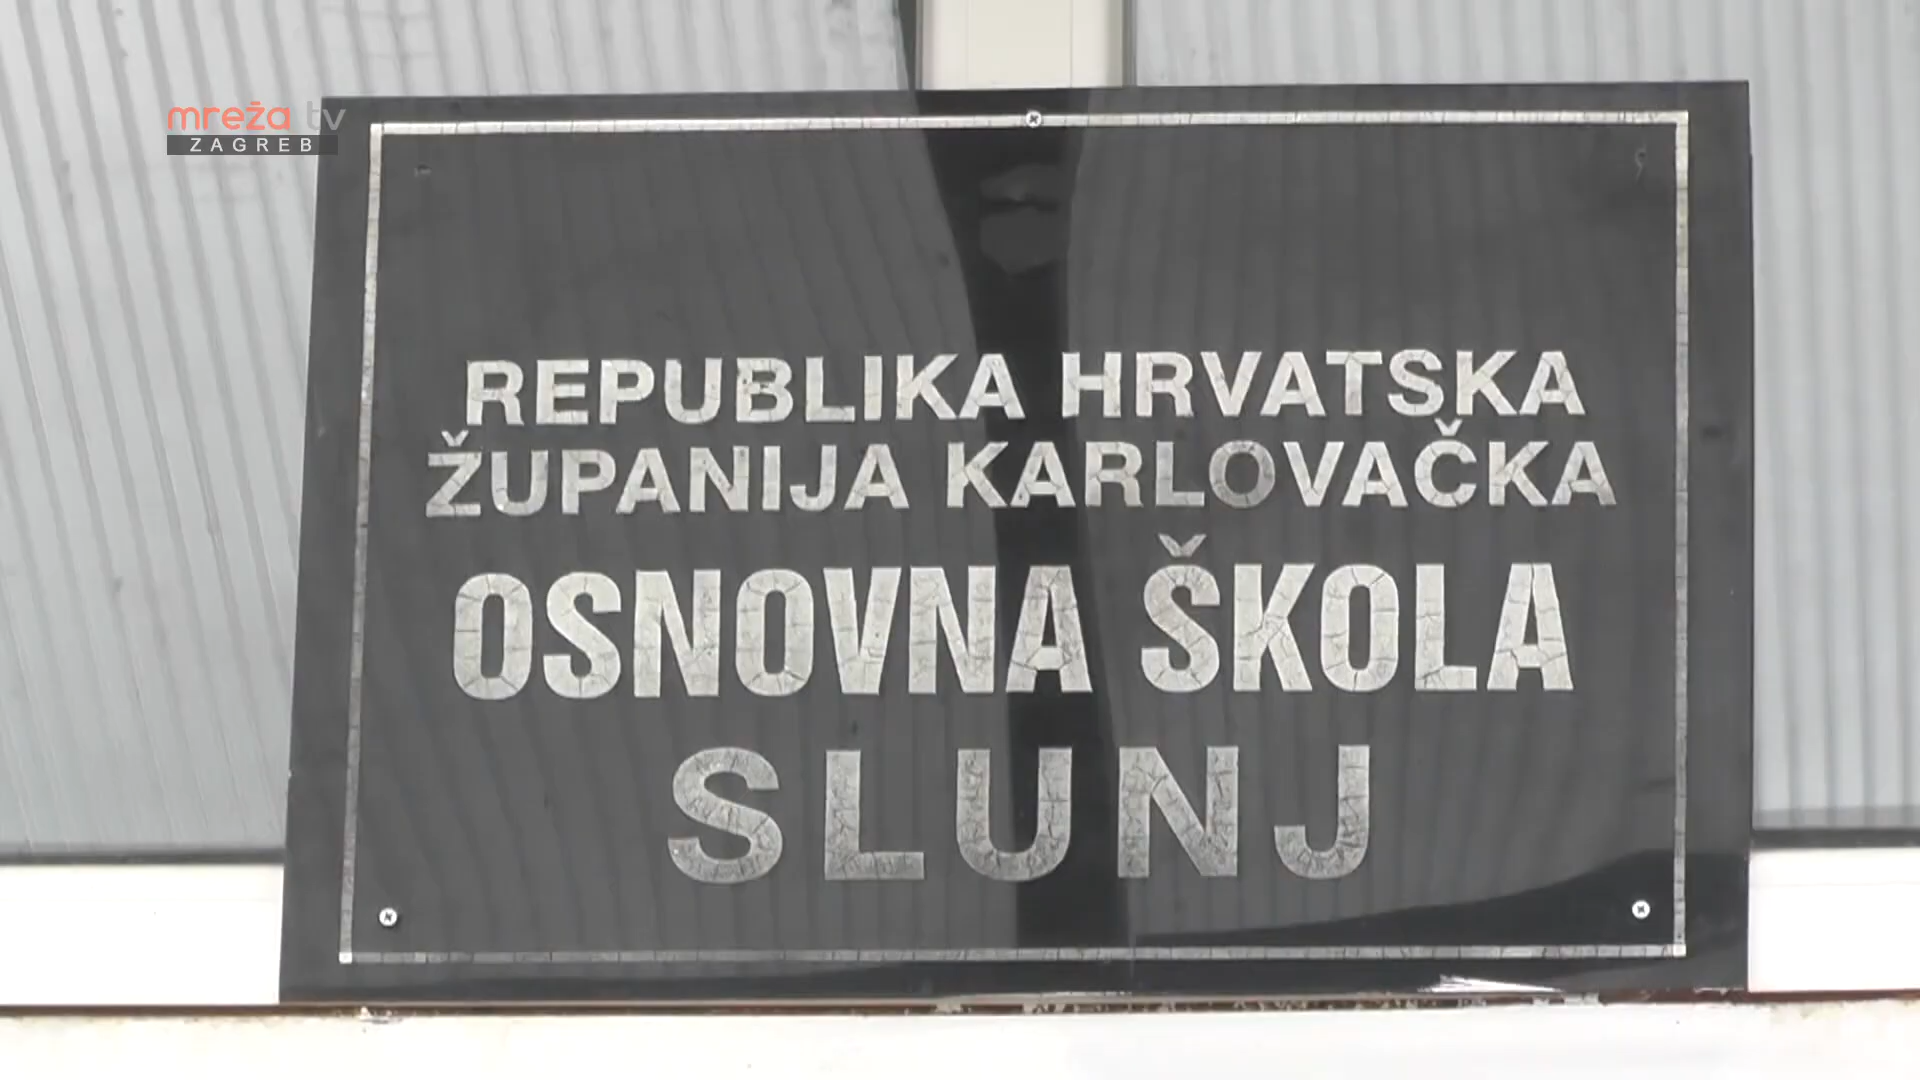 mreža tv
ZAGREB
REPUBLIKA HRVATSKA
ŽUPANIJA KARLOVAČKA
OSNOVNA ŠKOLA
SLUNJ